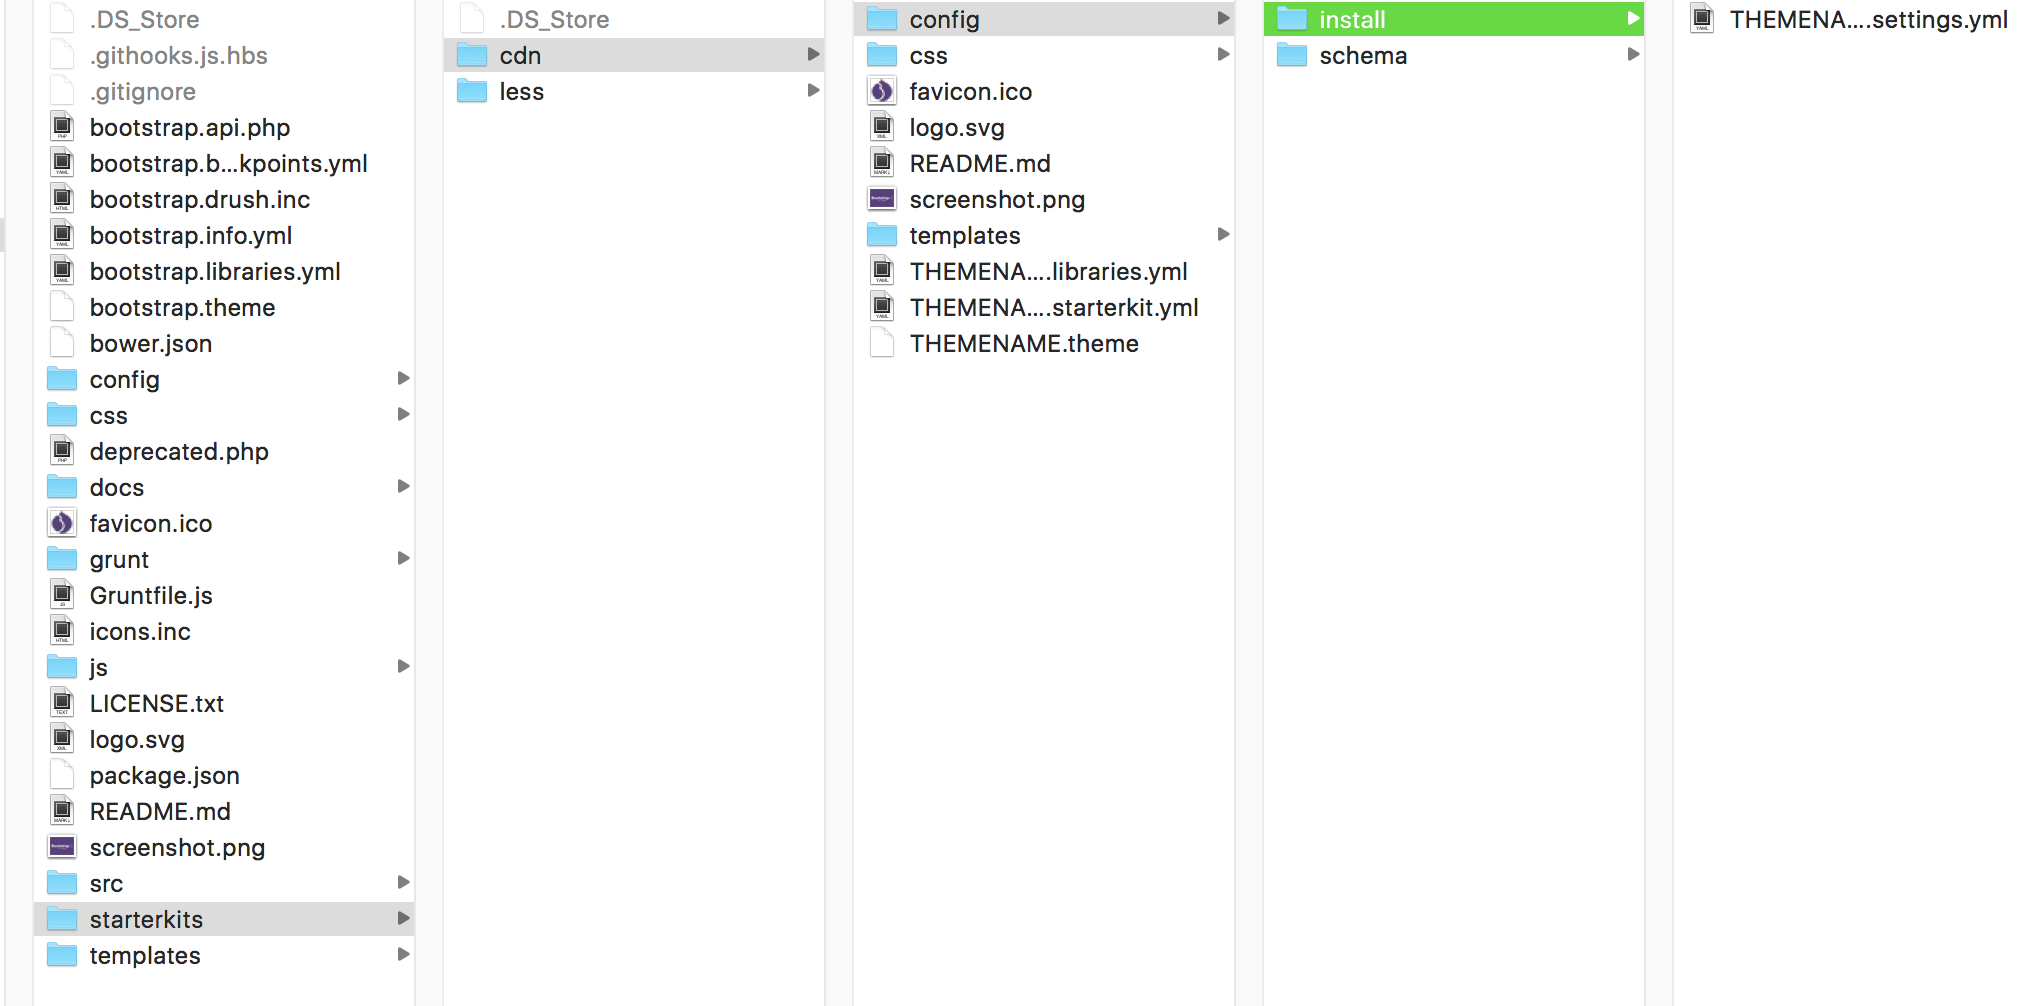 .DS_Store
.githooks.js.hbs
.gitignore
bootstrap.api.php
bootstrap.b...kpoints.yml
bootstrap.drush.inc
bootstrap.info.yml
bootstrap.libraries.yml
bootstrap.theme
bower.json
config
css
deprecated.php
docs
favicon.ico
grunt
Gruntfile.js
icons.inc
js
LICENSE.txt
logo.svg
package.json
README.md
screenshot.png
src
starterkits
templates
.DS_Store
cdn
less
config
css
favicon.ico
logo.svg
README.md
screenshot.png
templates
THEMENA....libraries.yml
THEMENA....starterkit.yml
THEMENAME.theme
install
schema
THEMENA....settings.yml